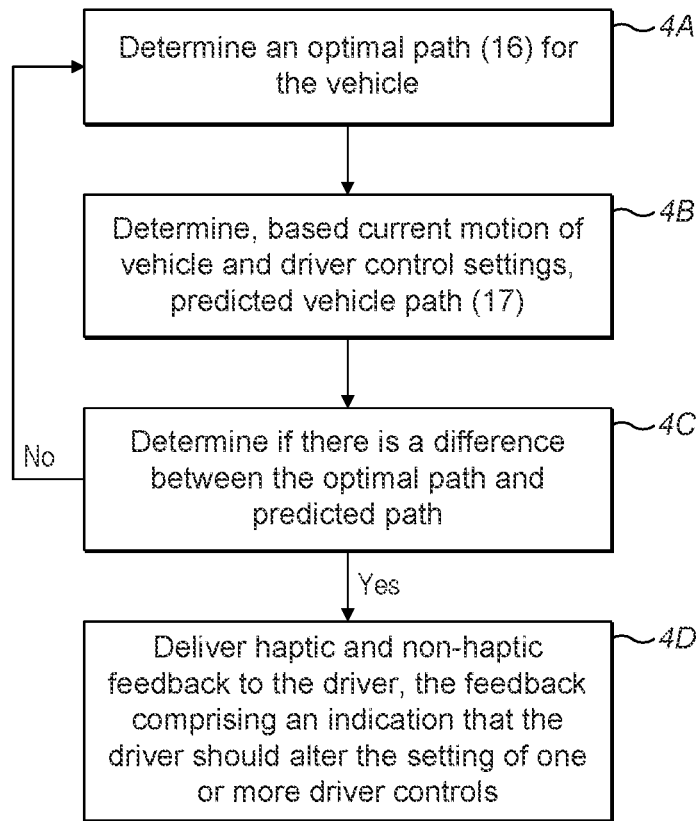 Determine an optimal path (16) for
the vehicle
4A
Determine, based current motion of
vehicle and driver control settings,
predicted vehicle path (17)
4B
Determine if there is a difference
between the optimal path and
predicted path
4C
No
Yes
Deliver haptic and non-haptic
feedback to the driver, the feedback
comprising an indication that the
driver should alter the setting of one
or more driver controls
4D